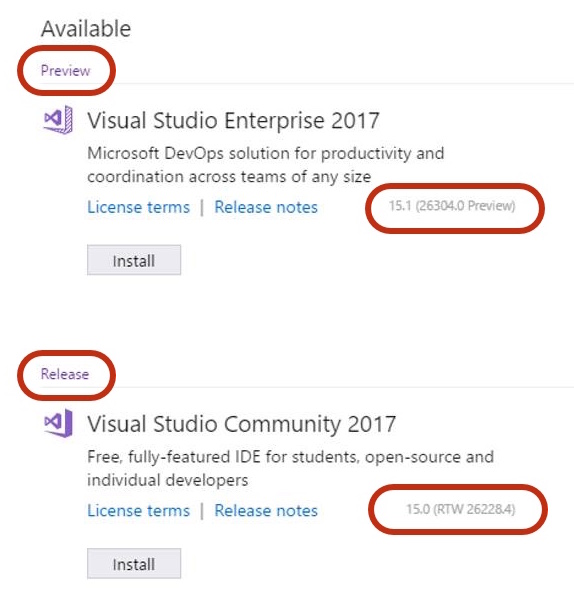 Available
Preview
Visual Studio Enterprise 2017
Microsoft DevOps solution for productivity and
coordination across teams of any size
License terms | Release notes 15.1 (26304.0 Preview)
Install
Release
Visual Studio Community 2017
Free, fully-featured IDE for students, open-source and
individual developers
License terms | Release notes 15.0 (RTW 26228.4)
Install